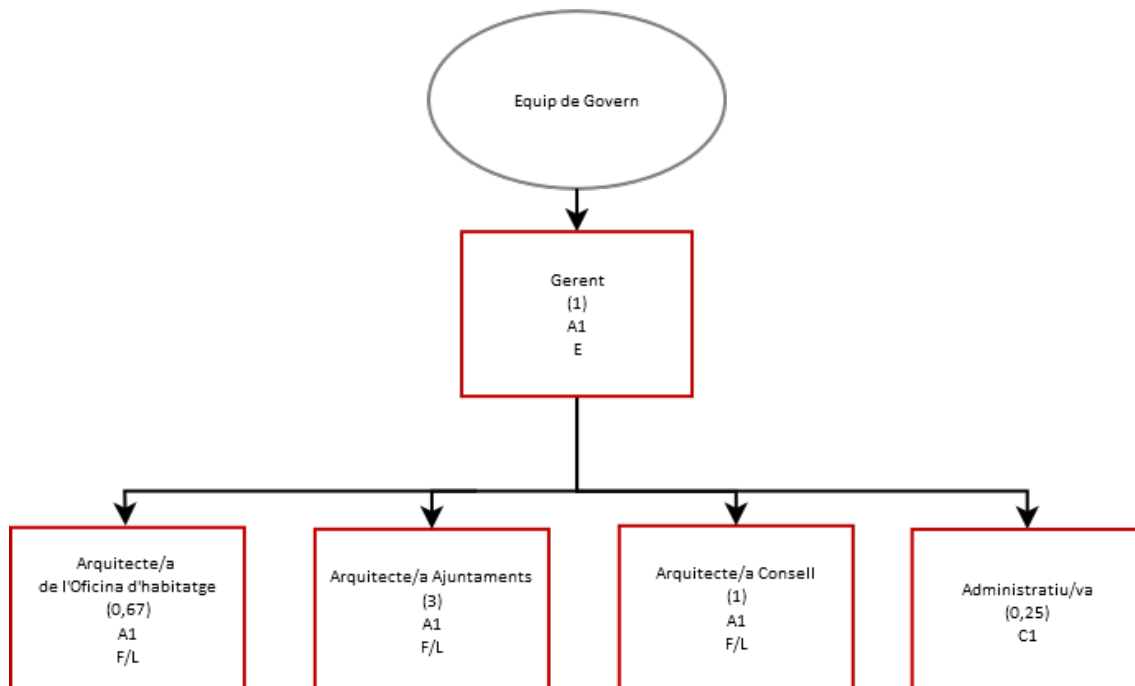 Equip de Govern
Gerent
(1)
A1
E
Arquitecte/a
de l'Oficina d'habitatge
(0,67)
A1
F/L
Arquitecte/a Ajuntaments
(3)
A1
F/L
Arquitecte/a Consell
(1)
A1
F/L
Administratiu/va
(0,25)
C1